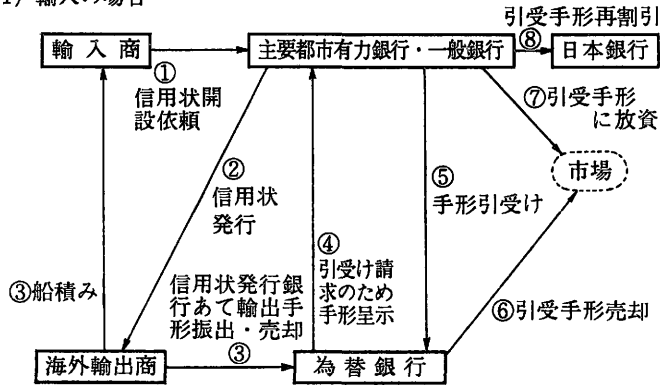 1) 輸入の場合
引受手形再割引
⑧
輸入商
主要都市有力銀行・一般銀行
日本銀行
①
信用状開
設依頼
⑦引受手形
に放資
市場
②
信用状
発行
⑤
手形引受け
③船積み
信用状発行銀
行あて輸出手
形振出・売却
③
④
引受け請
求のため
手形呈示
⑥引受手形売却
海外輸出商
為替銀行